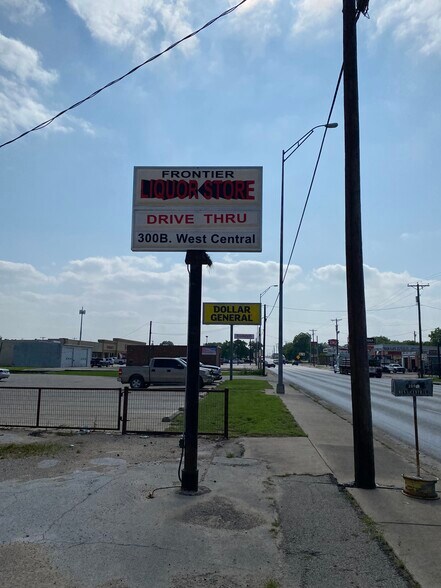 FRONTIER
LIQUOR STORE
DRIVE THRU
300B. West Central
DOLLAR
GENERAL